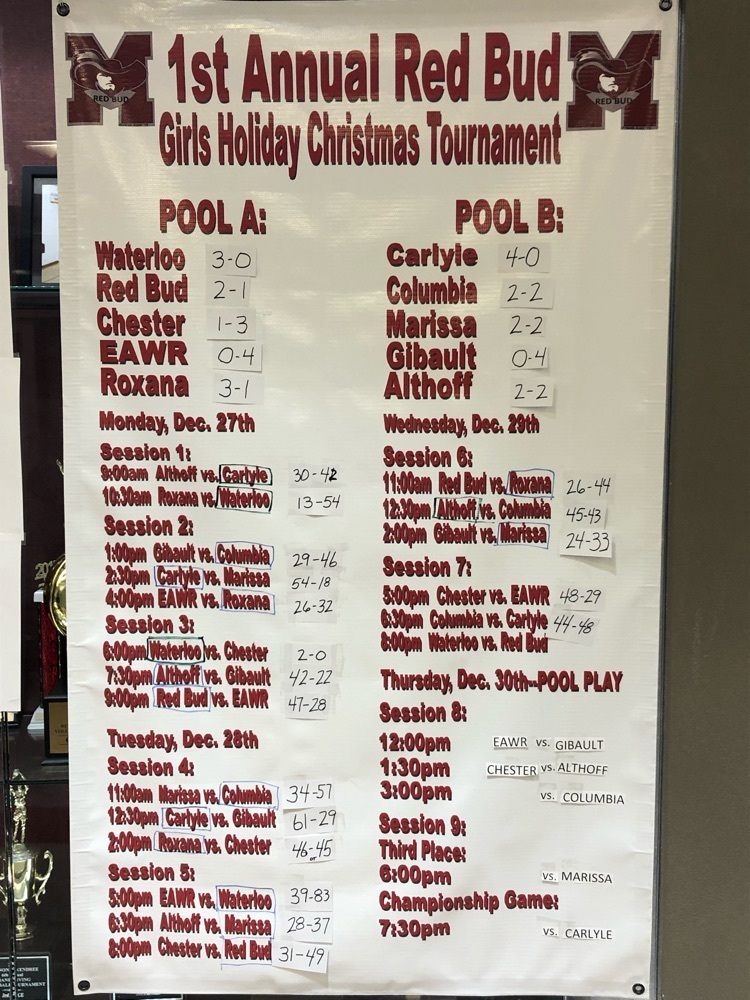 1st Annual Red Bud
Girls Holiday Christmas Tournament
M RED BUD
M RED BUD
POOL A:
Waterloo 3-0
Red Bud 2-1
Chester 1-3
EAWR 0-4
Roxana 3-1
Monday, Dec. 27th
Session 1:
9:00am Althoff vs. Carlyle 30-42
10:30am Roxana vs. Waterloo 13-54
Session 2:
1:00pm Gibault vs. Columbia 29-46
2:30pm Carlyle vs. Marissa 54-18
4:00pm EAWR vs. Roxana 26-32
Session 3:
6:00pm Waterloo vs. Chester 2-0
7:30pm Althoff vs. Gibault 42-22
9:00pm Red Bud vs. EAWR 47-28
Tuesday, Dec. 28th
Session 4:
11:00am Marissa vs. Columbia 34-57
12:30pm Carlyle vs. Gibault 61-29
2:00pm Roxana vs. Chester 46-45
OT
Session 5:
5:00pm EAWR vs. Waterloo 39-83
6:30pm Althoff vs. Marissa 28-37
8:00pm Chester vs. Red Bud 31-49
POOL B:
Carlyle 4-0
Columbia 2-2
Marissa 2-2
Gibault 0-4
Althoff 2-2
Wednesday, Dec. 29th
Session 6:
11:00am Red Bud vs. Roxana 26-44
12:30pm Althoff vs. Columbia 45-43
2:00pm Gibault vs. Marissa 24-33
Session 7:
5:00pm Chester vs. EAWR 48-29
6:30pm Columbia vs. Carlyle 44-48
8:00pm Waterloo vs. Red Bud
Thursday, Dec. 30th--POOL PLAY
Session 8:
12:00pm EAWR vs. GIBAULT
1:30pm CHESTER vs. ALTHOFF
3:00pm vs. COLUMBIA
Session 9:
Third Place:
6:00pm vs. MARISSA
Championship Game:
7:30pm vs. CARLYLE